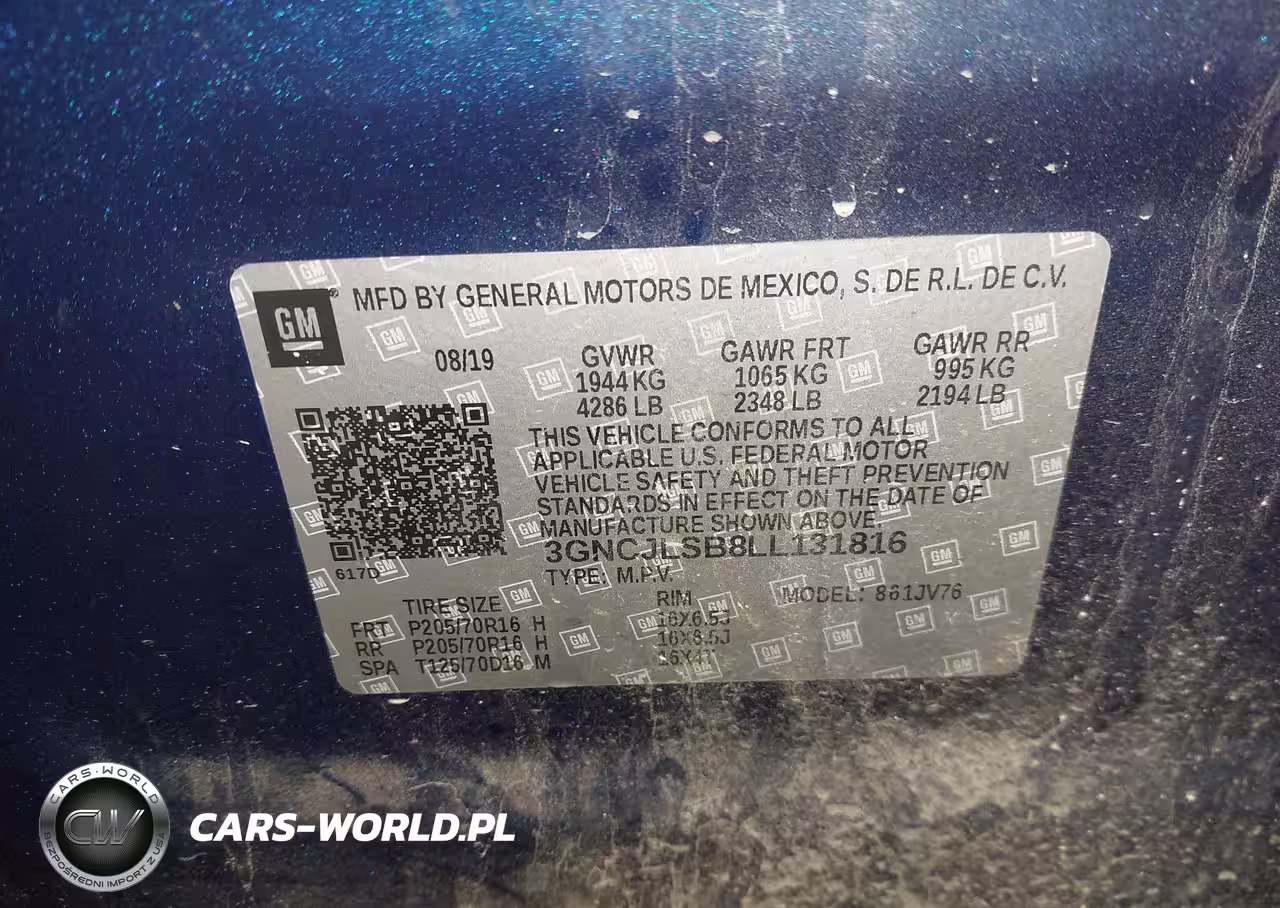 GM
MFD BY GENERAL MOTORS DE MEXICO, S. DE R.L. DE C.V.
08/19 GVWR GAWR FRT GAWR RR
1944 KG 1065 KG 995 KG
4286 LB 2348 LB 2194 LB
THIS VEHICLE CONFORMS TO ALL
APPLICABLE U.S. FEDERAL MOTOR
VEHICLE SAFETY AND THEFT PREVENTION
STANDARDS IN EFFECT ON THE DATE OF
MANUFACTURE SHOWN ABOVE.
3GNCJLSB8LL131816
617D
TYPE: M.P.V. MODEL: 861JV76
TIRE SIZE RIM
FRT P205/70R16 H 16X6.5J
RR P205/70R16 H 16X6.5J
SPA T125/70D16 M
CARS-WORLD
CW
BEZPOŚREDNI IMPORT Z USA
CARS-WORLD.PL